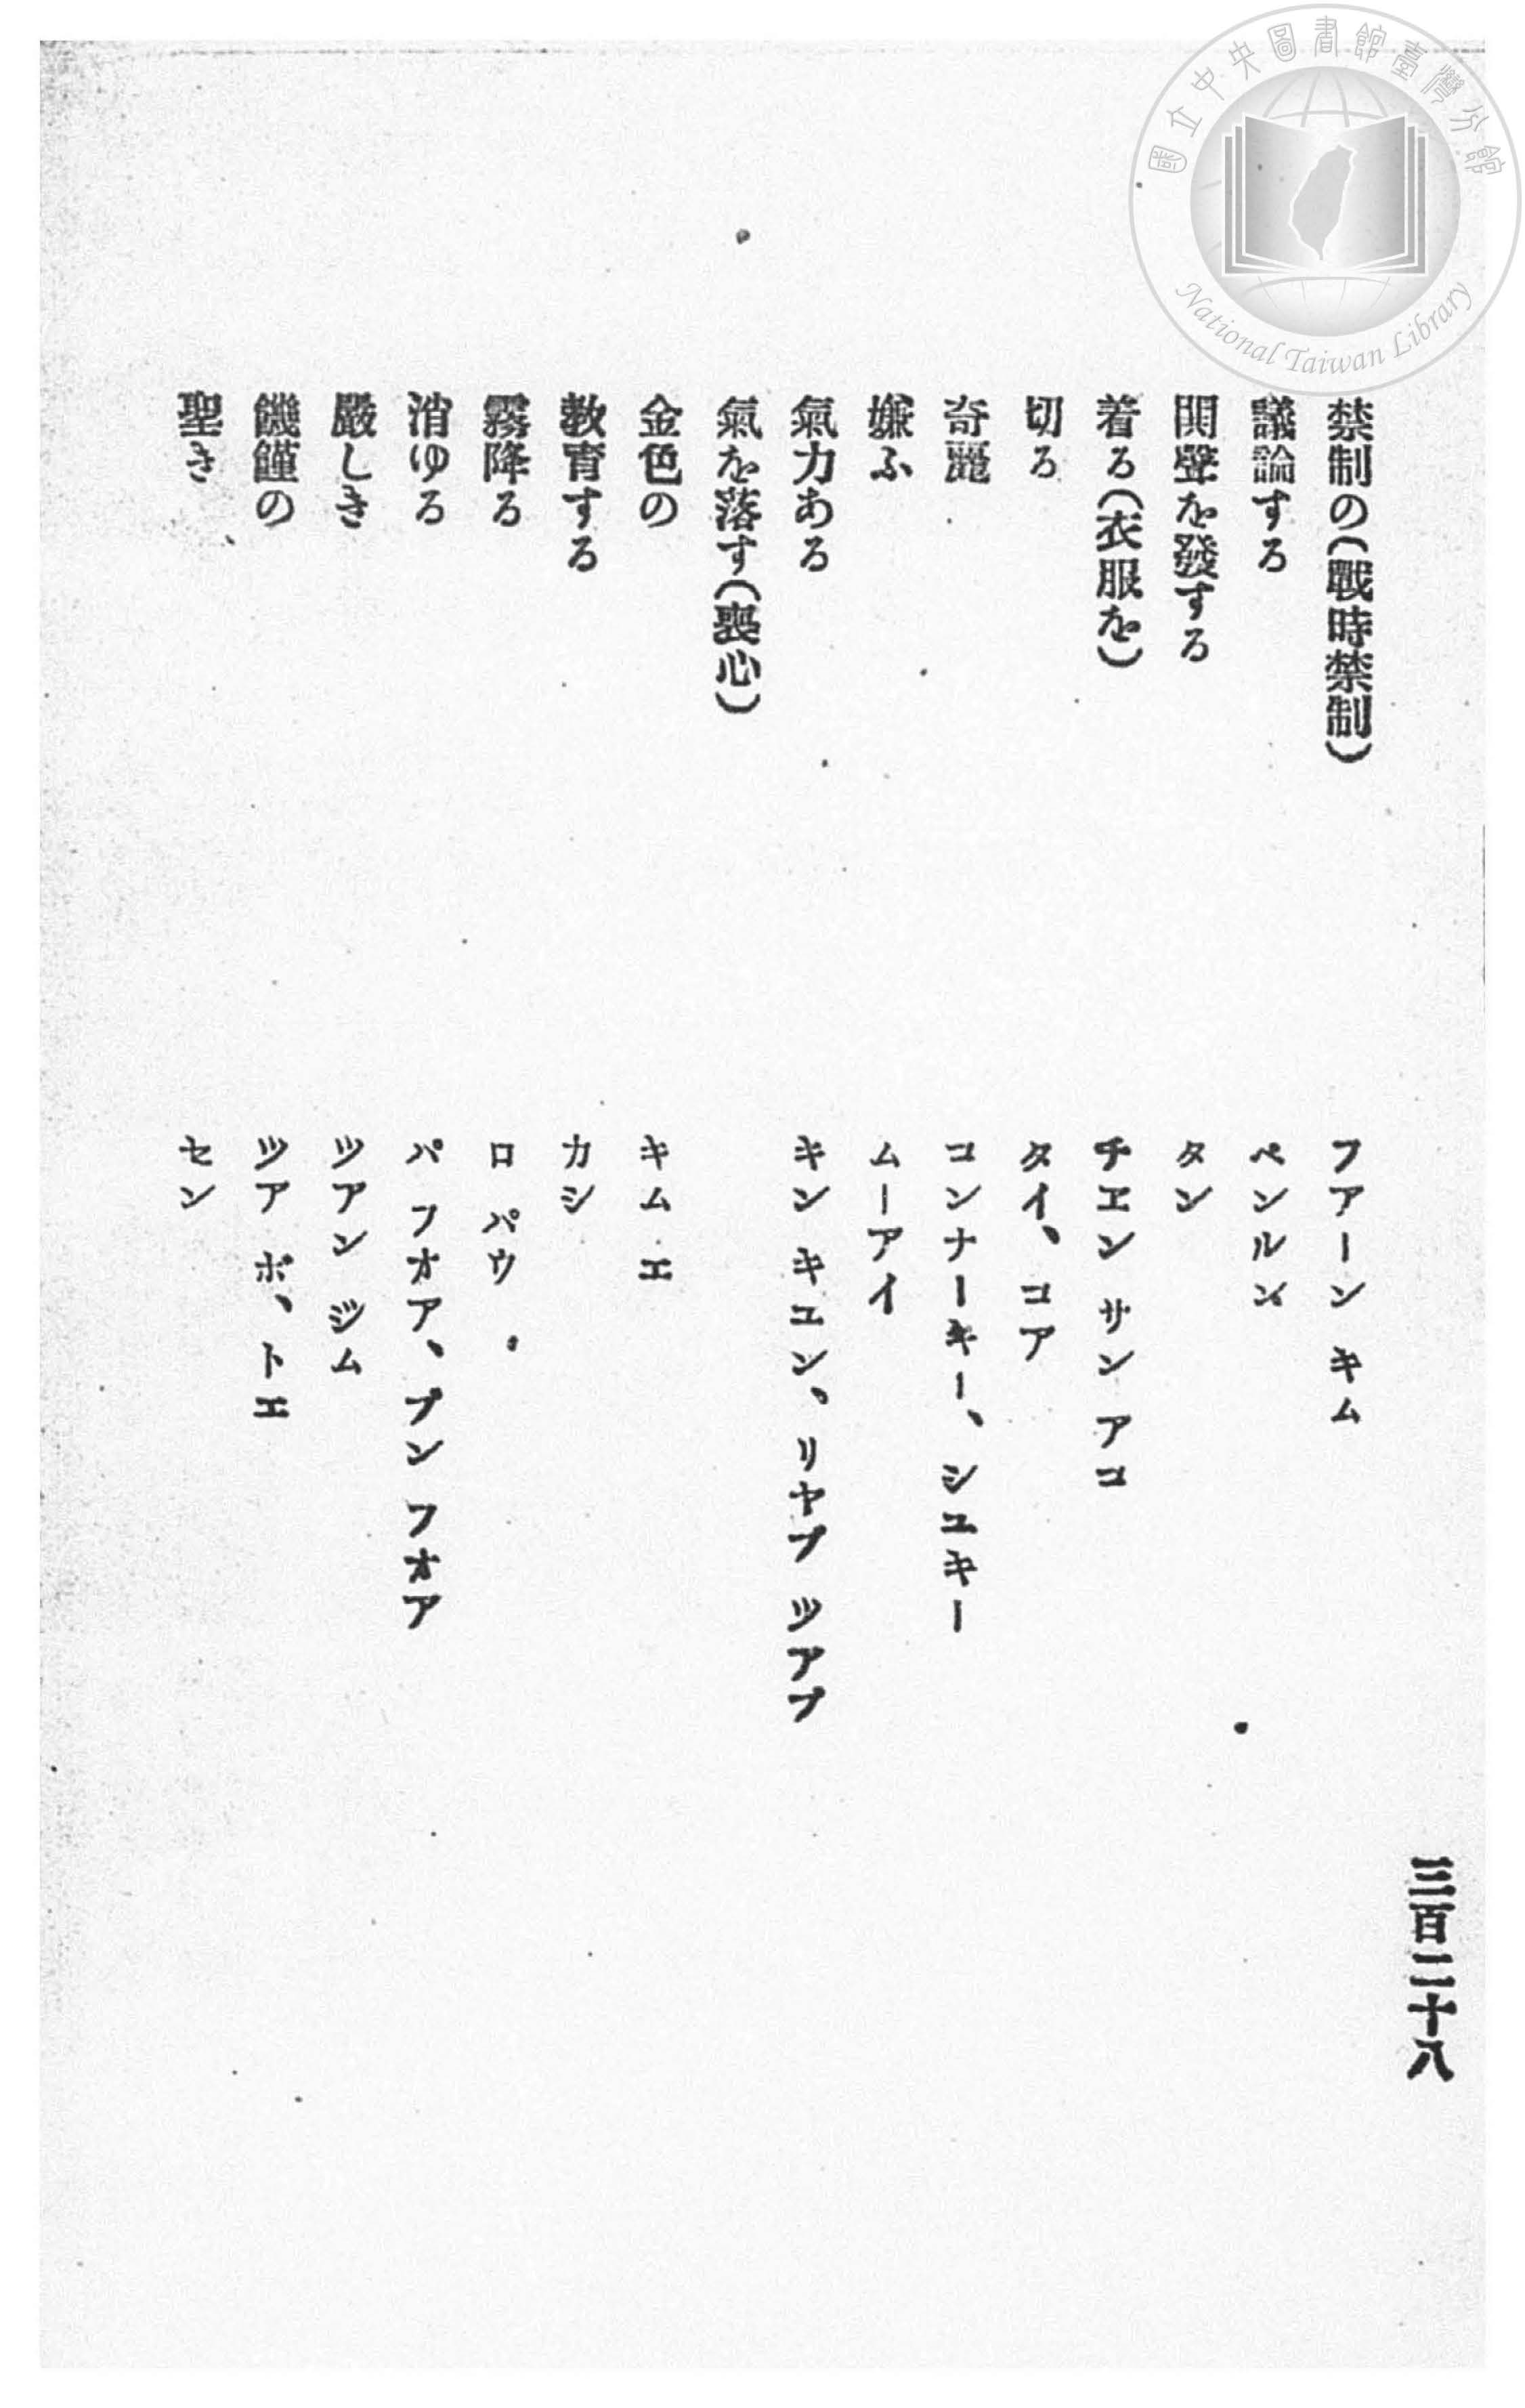 國立中央圖書館臺灣分館
National Taiwan Library
三百二十八
禁制の(戰時禁制) フアーン キム
議論する ペンルン
鬨聲を發する タン
着る(衣服を) チエン サン アコ
切る タイ、コア
奇麗 コンナーキー、シユキー
嫌ふ ムーアイ
氣力ある キン キユン、リヤブ ツアブ
氣を落す(喪心)
金色の キム エ
教育する カシ
霧降る ロ パウ
消ゆる パ フオア、プン フオア
嚴しき ツアン ジム
饑饉の ツア ポ、トエ
聖き セン